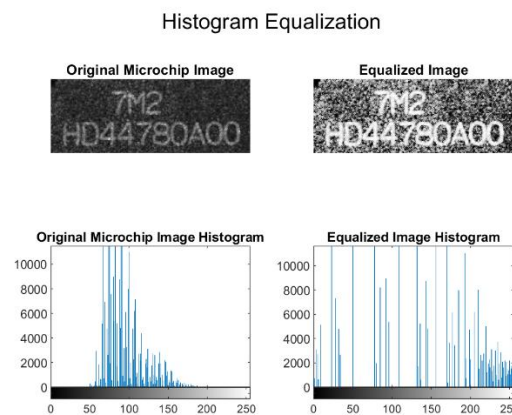 Histogram Equalization
Original Microchip Image
Equalized Image
7M2
HD44780A00
7M2
HD44780A00
Original Microchip Image Histogram
Equalized Image Histogram
10000
8000
6000
4000
2000
0
0 50 100 150 200 250
10000
8000
6000
4000
2000
0
0 50 100 150 200 250